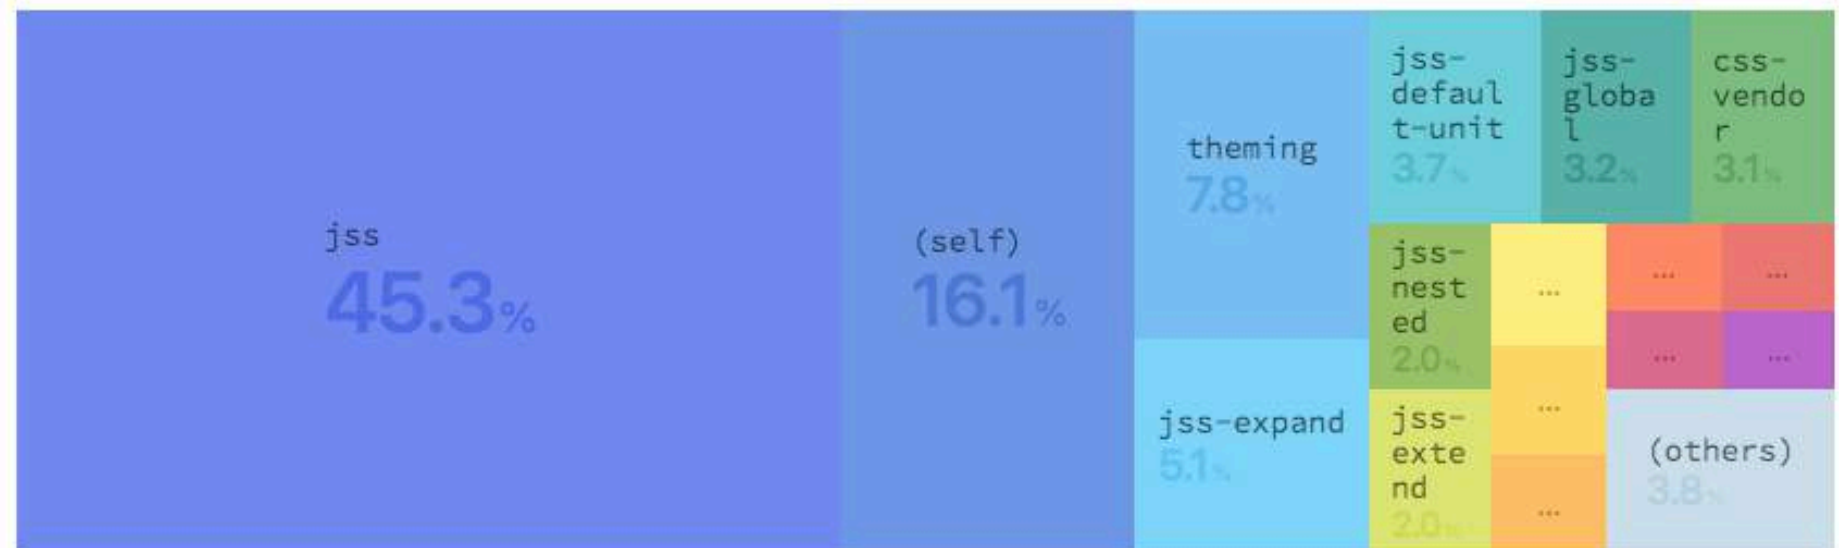 jss
45.3%
(self)
16.1%
theming
7.8%
jss-expand
5.1%
jss-
defaul
t-unit
3.7%
jss-
globa
l
3.2%
css-
vendo
r
3.1%
jss-
nest
ed
2.0%
jss-
exte
nd
2.0%
...
...
...
...
...
...
...
(others)
3.8%